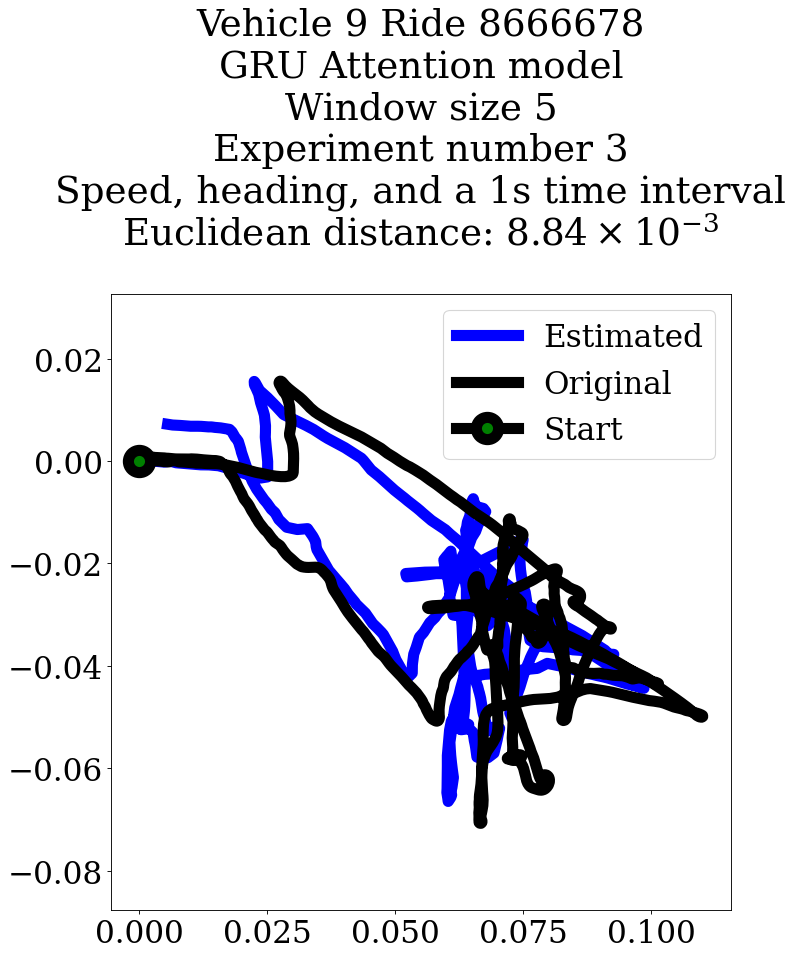 Vehicle 9 Ride 8666678
GRU Attention model
Window size 5
Experiment number 3
Speed, heading, and a 1s time interval
Euclidean distance: 8.84 × 10⁻³
Estimated
Original
Start
0.02
0.00
−0.02
−0.04
−0.06
−0.08
0.000 0.025 0.050 0.075 0.100